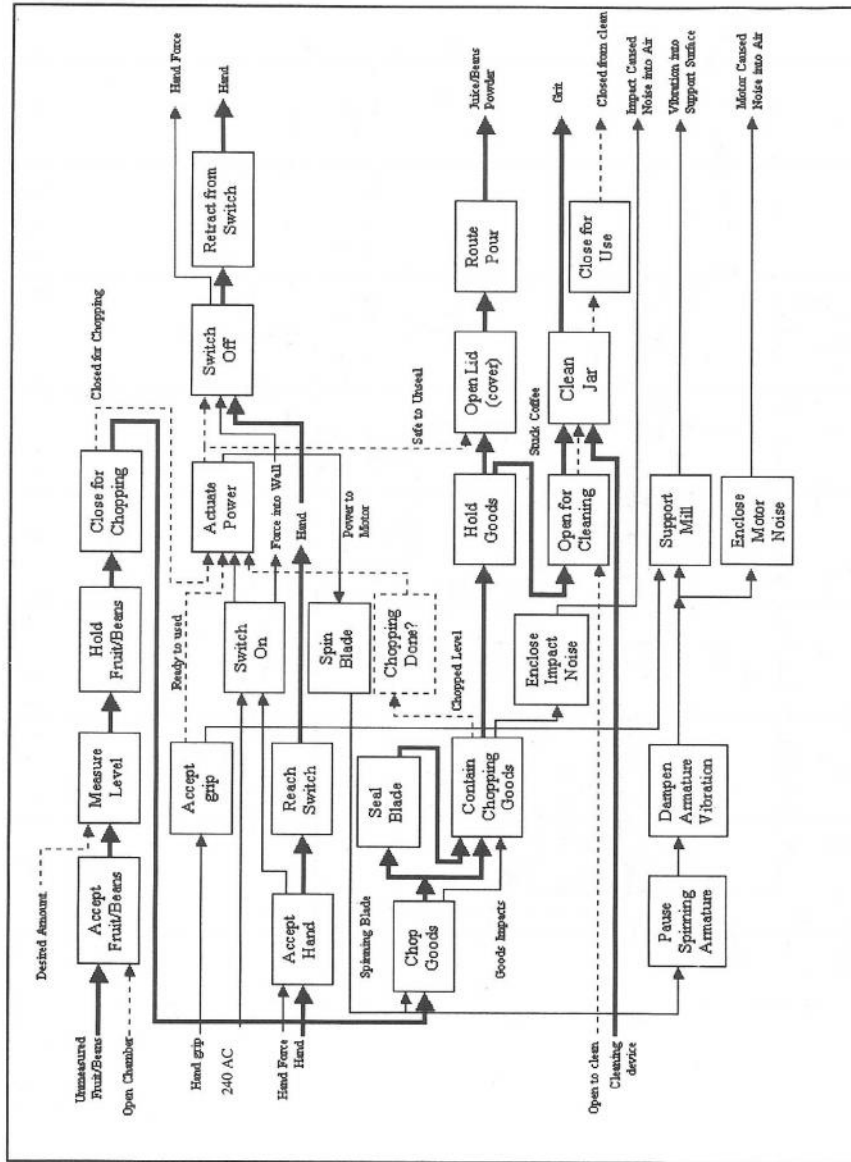 Unmeasured
Fruit/Beans
Open Chamber
Desired Amount
Accept
Fruit/Beans
Measure
Level
Hold
Fruit/Beans
Close for
Chopping
Closed for Chopping
Hand grip
240 AC
Hand Force
Hand
Accept
grip
Ready to used
Accept
Hand
Reach
Switch
Switch
On
Actuate
Power
Force into Wall
Hand
Switch
Off
Retract from
Switch
Hand Force
Hand
Spin
Blade
Power to
Motor
Chopping
Done?
Safe to Unseal
Spinning Blade
Chop
Goods
Goods Impacts
Seal
Blade
Contain
Chopping
Goods
Chopped Level
Hold
Goods
Open Lid
(cover)
Route
Pour
Juice/Beans
Powder
Stuck Coffee
Enclose
Impact
Noise
Open for
Cleaning
Clean
Jar
Close for
Use
Grit
Closed from clean
Impact Caused
Noise into Air
Vibration into
Support Surface
Motor Caused
Noise into Air
Open to clean
Cleaning
device
Pause
Spinning
Armature
Dampen
Armature
Vibration
Support
Mill
Enclose
Motor
Noise